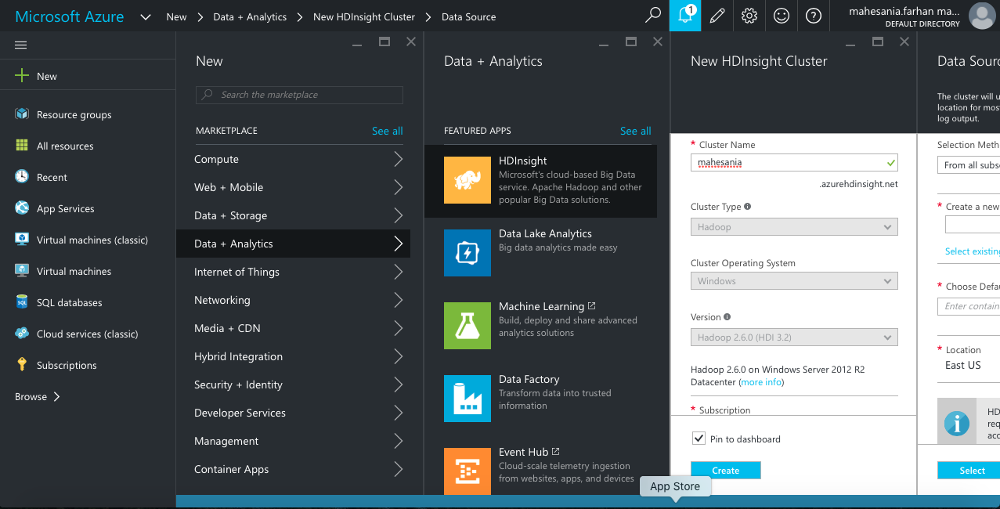 Microsoft Azure New Data + Analytics New HDInsight Cluster Data Source 1 mahesania.farhan ma...
DEFAULT DIRECTORY
New
Resource groups
All resources
Recent
App Services
Virtual machines (classic)
Virtual machines
SQL
SQL databases
Cloud services (classic)
Subscriptions
Browse
New
Search the marketplace
MARKETPLACE See all
Compute
Web + Mobile
Data + Storage
Data + Analytics
Internet of Things
Networking
Media + CDN
Hybrid Integration
Security + Identity
Developer Services
Management
Container Apps
Data + Analytics
FEATURED APPS See all
HDInsight
Microsoft's cloud-based Big Data
service. Apache Hadoop and other
popular Big Data solutions.
Data Lake Analytics
Big data analytics made easy
Machine Learning
Build, deploy and share advanced
analytics solutions
Data Factory
Transform data into trusted
information
Event Hub
Cloud-scale telemetry ingestion
from websites, apps, and devices
New HDInsight Cluster
* Cluster Name
mahesania
.azurehdinsight.net
Cluster Type
Hadoop
Cluster Operating System
Windows
Version
Hadoop 2.6.0 (HDI 3.2)
Hadoop 2.6.0 on Windows Server 2012 R2
Datacenter (more info)
* Subscription
Pin to dashboard
Create
Data Sourc
The cluster will u
location for mos
log output.
Selection Meth
From all subs
* Create a new
Select existing
* Choose Defau
Enter contain
* Location
East US
HD
req
acc
Select
App Store